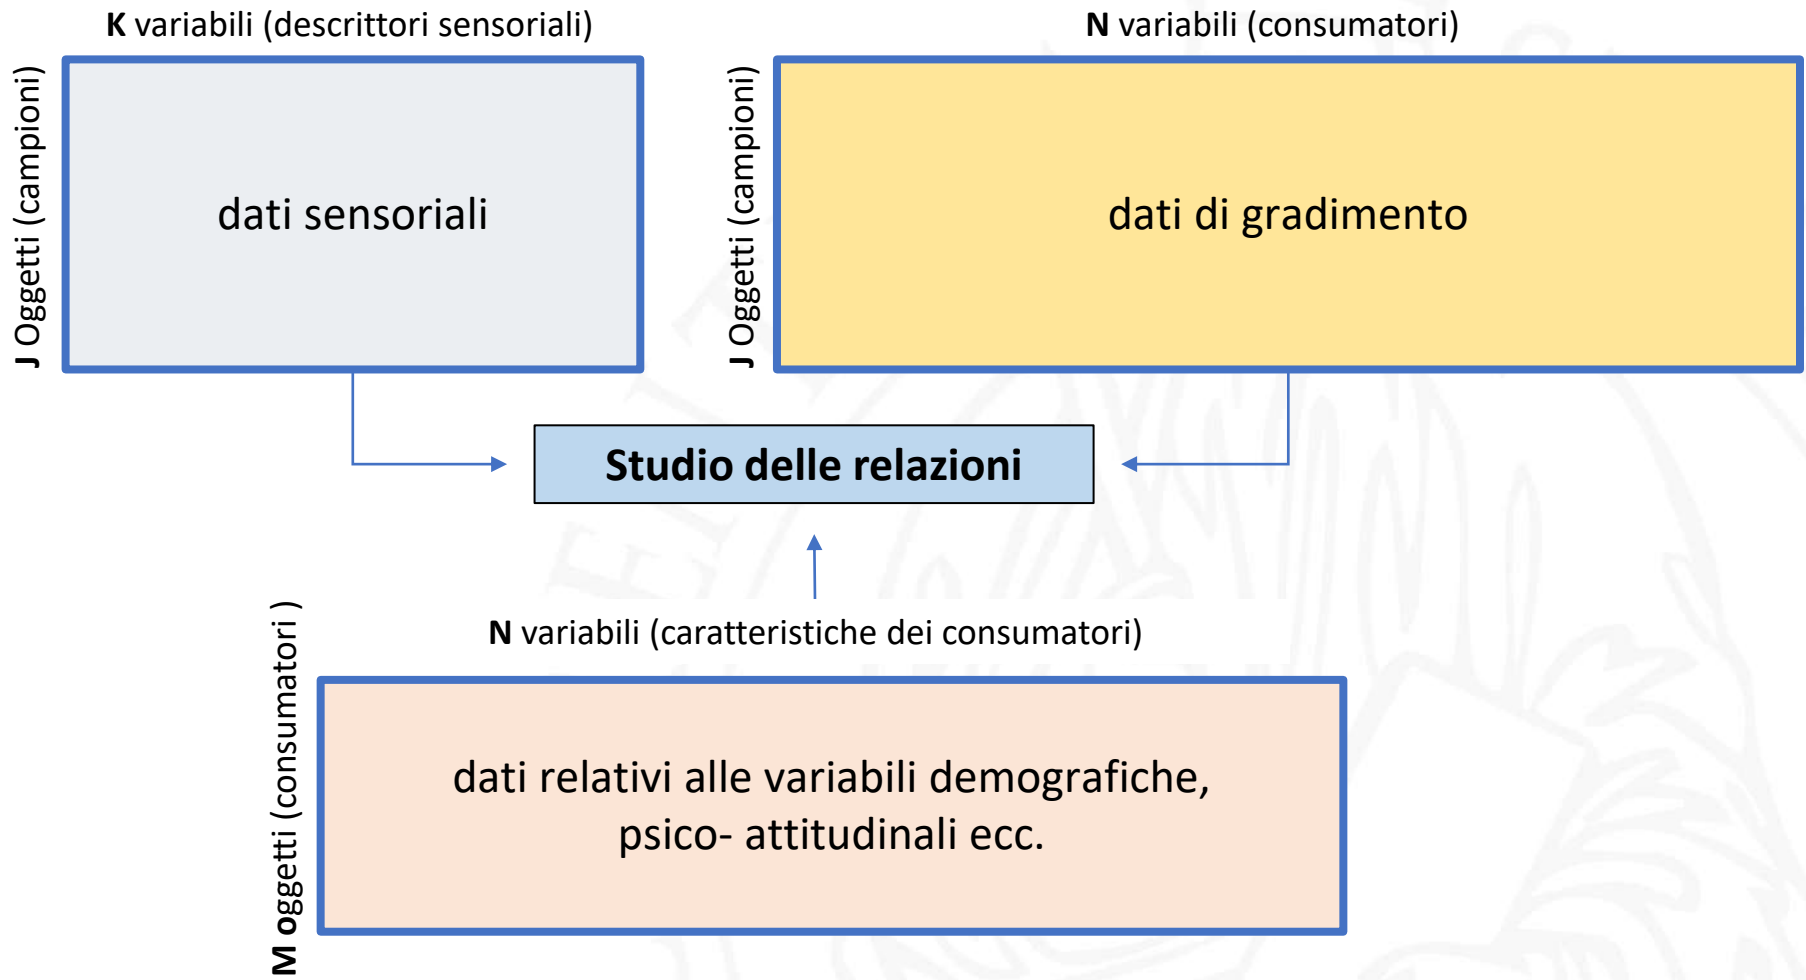 K variabili (descrittori sensoriali)
J Oggetti (campioni)
dati sensoriali
N variabili (consumatori)
J Oggetti (campioni)
dati di gradimento
Studio delle relazioni
N variabili (caratteristiche dei consumatori)
M oggetti (consumatori )
dati relativi alle variabili demografiche,
psico- attitudinali ecc.